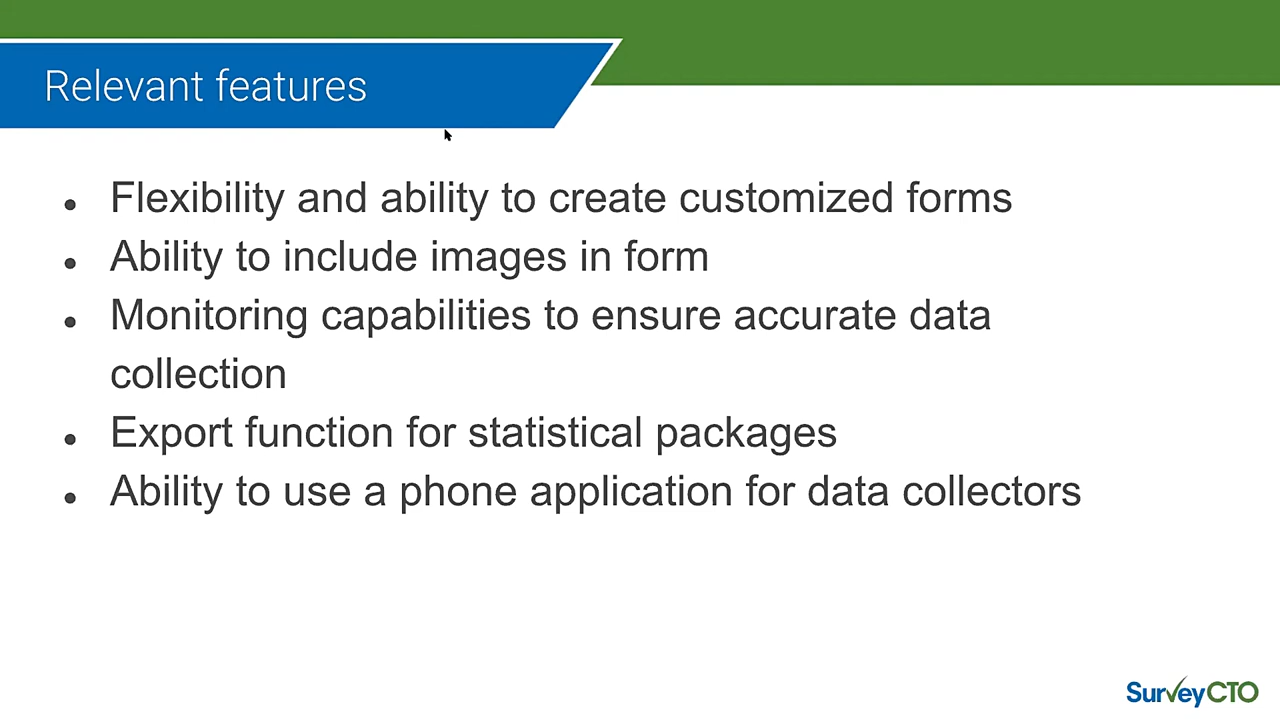 Relevant features
Flexibility and ability to create customized forms
Ability to include images in form
Monitoring capabilities to ensure accurate data
collection
Export function for statistical packages
Ability to use a phone application for data collectors
SurveyCTO